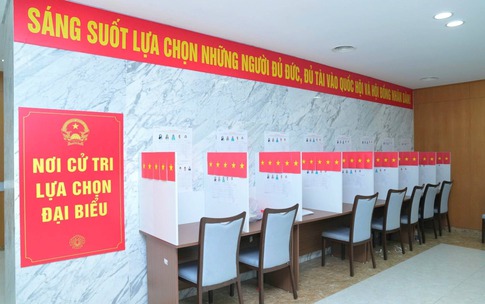 SÁNG SUỐT LỰA CHỌN NHỮNG NGƯỜI ĐỦ ĐỨC, ĐỦ TÀI VÀO QUỐC HỘI VÀ HỘI ĐỒNG NHÂN DÂN
NƠI CỬ TRI
LỰA CHỌN
ĐẠI BIỂU